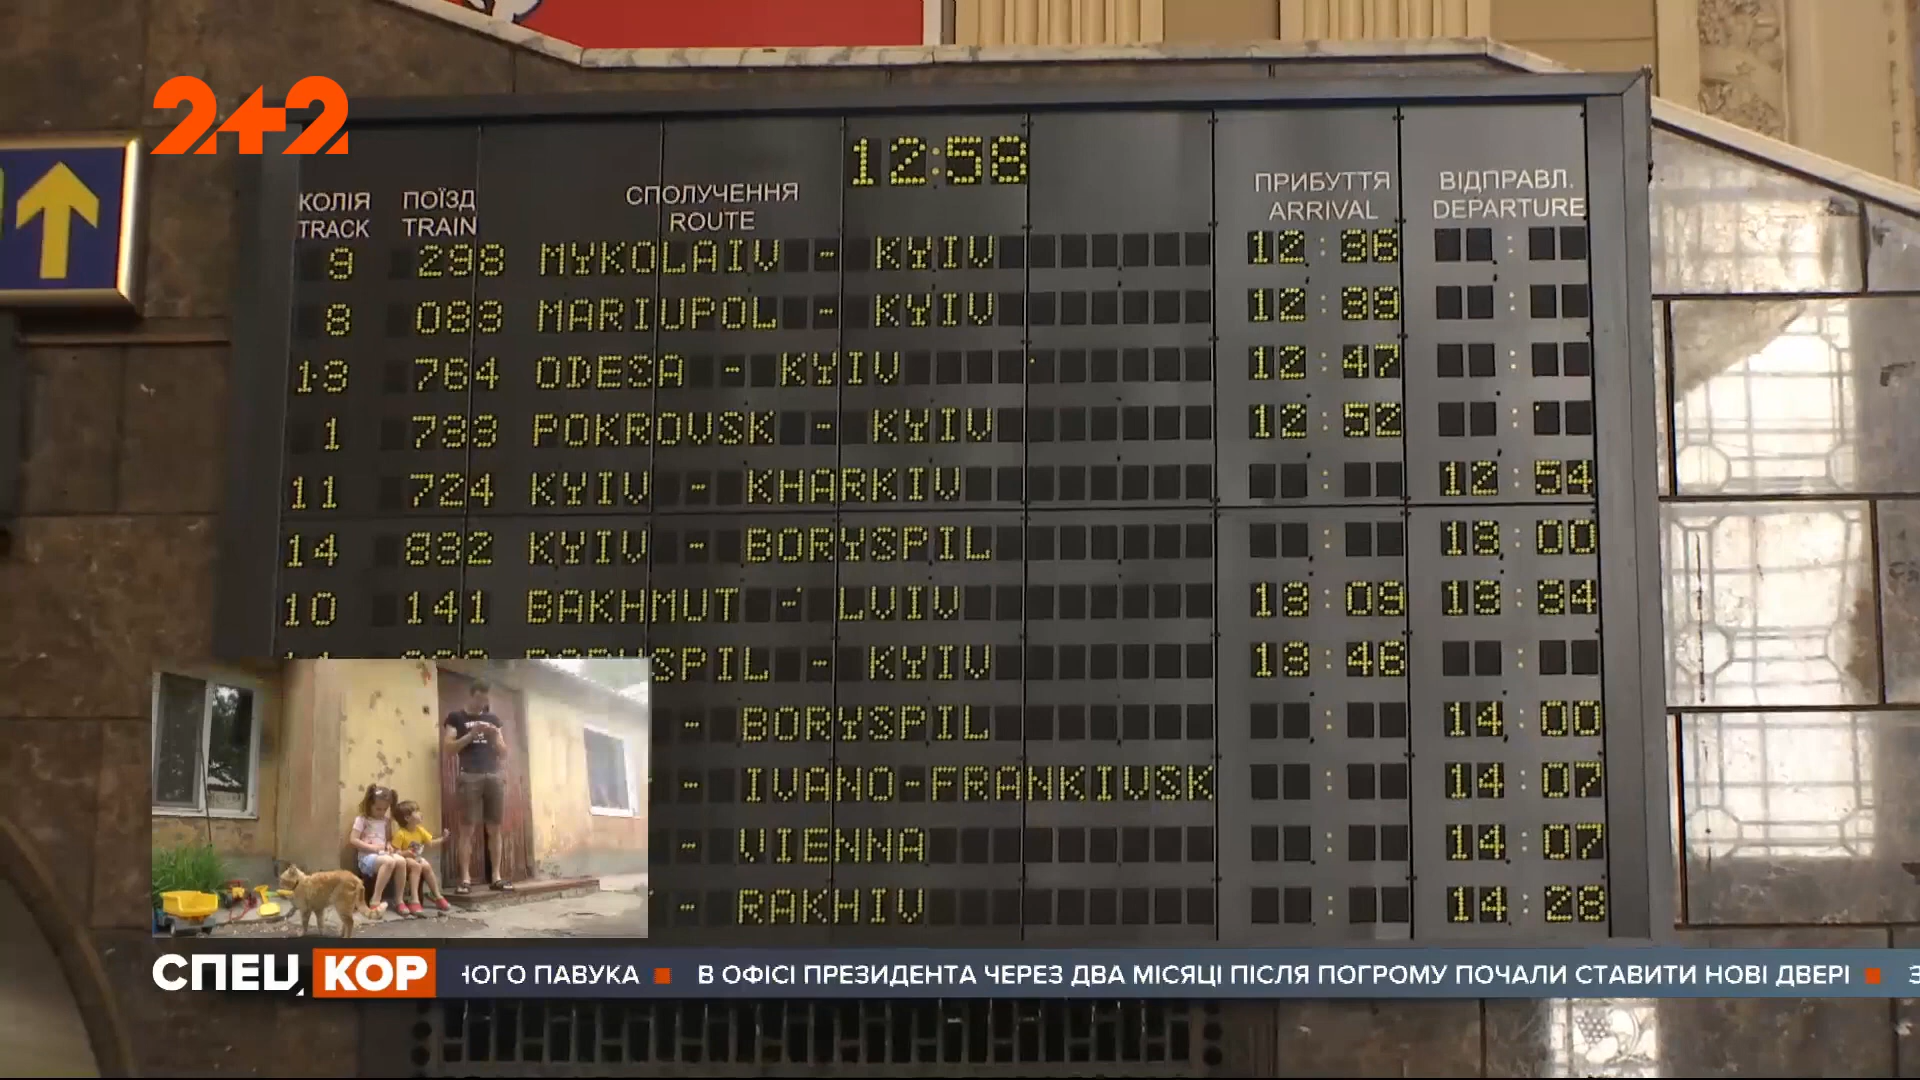 2+2
12:58
КОЛІЯ ПОЇЗД СПОЛУЧЕННЯ ПРИБУТТЯ ВІДПРАВЛ.
TRACK TRAIN ROUTE ARRIVAL DEPARTURE
9 298 MYKOLAIV - KYIV 12:36
8 083 MARIUPOL - KYIV 12:39
13 764 ODESA - KYIV 12:47
1 733 POKROVSK - KYIV 12:52
11 724 KYIV - KHARKIV 12:54
14 832 KYIV - BORYSPIL 13:00
10 141 BAKHMUT - LVIV 13:09 13:34
- KYIV 13:46
- BORYSPIL 14:00
- IVANO-FRANKIVSK 14:07
- VIENNA 14:07
- RAKHIV 14:28
СПЕЦКОР ПАВУКА ■ В ОФІСІ ПРЕЗИДЕНТА ЧЕРЕЗ ДВА МІСЯЦІ ПІСЛЯ ПОГРОМУ ПОЧАЛИ СТАВИТИ НОВІ ДВЕРІ ■